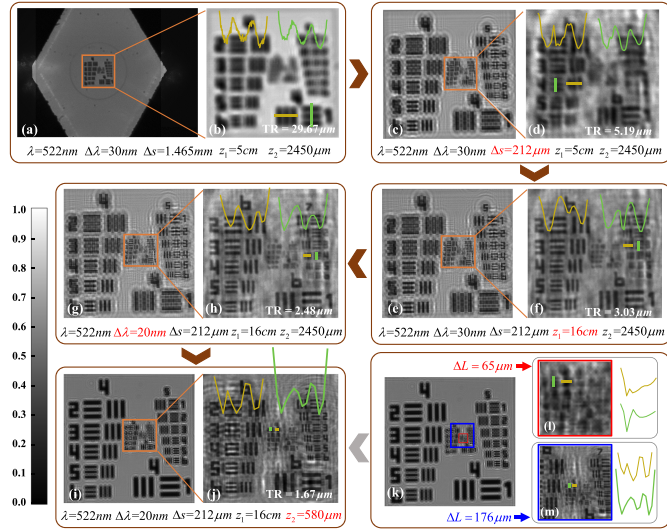 (a)
(b)
TR = 29.67μm
λ=522nm Δλ=30nm Δs=1.465mm z₁=5cm z₂=2450μm
(c)
(d)
TR = 5.19μm
λ=522nm Δλ=30nm Δs=212μm z₁=5cm z₂=2450μm
(g)
(h)
TR = 2.48μm
λ=522nm Δλ=20nm Δs=212μm z₁=16cm z₂=2450μm
(e)
(f)
TR = 3.03μm
λ=522nm Δλ=30nm Δs=212μm z₁=16cm z₂=2450μm
1.0
0.9
0.8
0.7
0.6
0.5
0.4
0.3
0.2
0.1
0.0
(i)
(j)
TR = 1.67μm
λ=522nm Δλ=20nm Δs=212μm z₁=16cm z₂=580μm
ΔL = 65μm
(k)
ΔL = 176μm
(l)
(m)